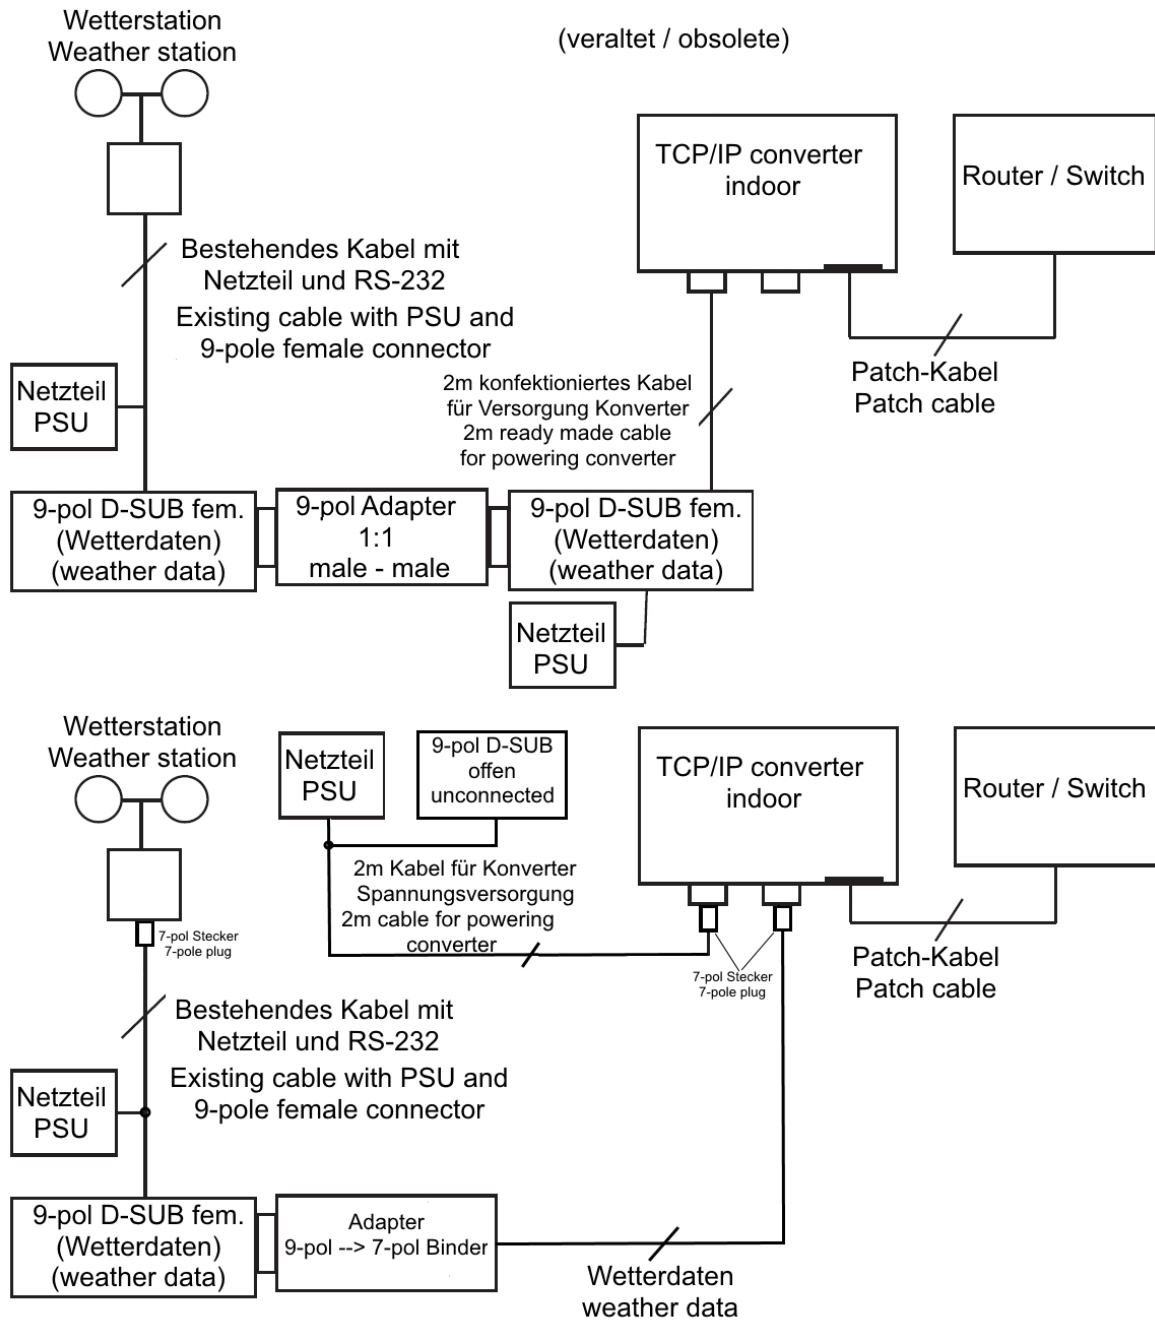 Wetterstation
Weather station
(veraltet / obsolete)
TCP/IP converter
indoor
Router / Switch
Bestehendes Kabel mit
Netzteil und RS-232
Existing cable with PSU and
9-pole female connector
Netzteil
PSU
2m konfektioniertes Kabel
für Versorgung Konverter
2m ready made cable
for powering converter
Patch-Kabel
Patch cable
9-pol D-SUB fem.
(Wetterdaten)
(weather data)
9-pol Adapter
1:1
male - male
9-pol D-SUB fem.
(Wetterdaten)
(weather data)
Netzteil
PSU
Wetterstation
Weather station
Netzteil
PSU
9-pol D-SUB
offen
unconnected
TCP/IP converter
indoor
Router / Switch
2m Kabel für Konverter
Spannungsversorgung
2m cable for powering
converter
7-pol Stecker
7-pole plug
7-pol Stecker
7-pole plug
Patch-Kabel
Patch cable
Bestehendes Kabel mit
Netzteil und RS-232
Existing cable with PSU and
9-pole female connector
Netzteil
PSU
9-pol D-SUB fem.
(Wetterdaten)
(weather data)
Adapter
9-pol --> 7-pol Binder
Wetterdaten
weather data